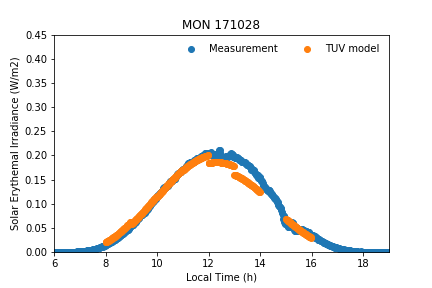 MON 171028
Measurement
TUV model
Solar Erythemal Irradiance (W/m2)
0.45
0.40
0.35
0.30
0.25
0.20
0.15
0.10
0.05
0.00
6 8 10 12 14 16 18
Local Time (h)